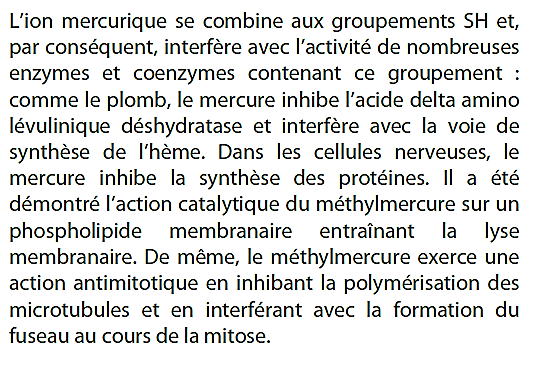 L’ion mercurique se combine aux groupements SH et,
par conséquent, interfère avec l’activité de nombreuses
enzymes et coenzymes contenant ce groupement :
comme le plomb, le mercure inhibe l’acide delta amino
lévulinique déshydratase et interfère avec la voie de
synthèse de l’hème. Dans les cellules nerveuses, le
mercure inhibe la synthèse des protéines. Il a été
démontré l’action catalytique du méthylmercure sur un
phospholipide membranaire entraînant la lyse
membranaire. De même, le méthylmercure exerce une
action antimitotique en inhibant la polymérisation des
microtubules et en interférant avec la formation du
fuseau au cours de la mitose.